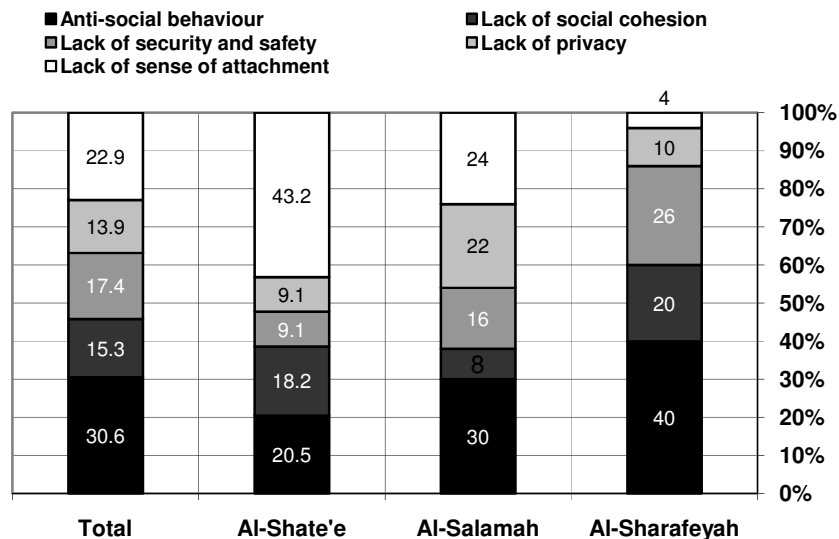 Anti-social behaviour Lack of social cohesion
Lack of security and safety Lack of privacy
Lack of sense of attachment
4
100%
22.9 43.2 24 10 90%
80%
13.9 22 26 70%
60%
17.4 9.1 16 20 50%
15.3 9.1 8 40%
18.2 30%
30.6 20.5 30 40 20%
10%
0%
Total Al-Shate'e Al-Salamah Al-Sharafeyah